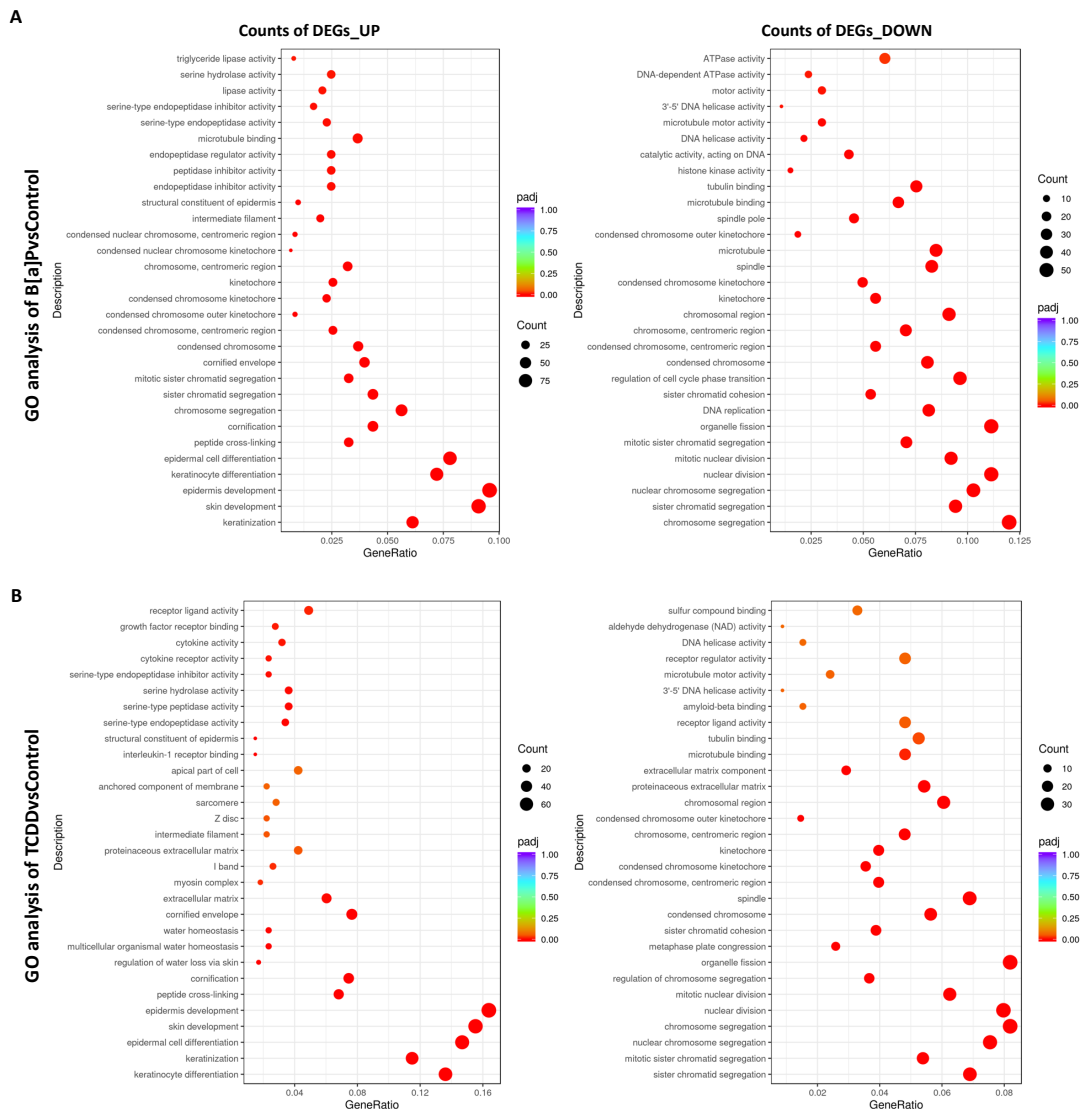 A
Counts of DEGs_UP
Counts of DEGs_DOWN
GO analysis of B[a]PvsControl
Description
triglyceride lipase activity
serine hydrolase activity
lipase activity
serine-type endopeptidase inhibitor activity
serine-type endopeptidase activity
microtubule binding
endopeptidase regulator activity
peptidase inhibitor activity
endopeptidase inhibitor activity
structural constituent of epidermis
intermediate filament
condensed nuclear chromosome, centromeric region
condensed nuclear chromosome kinetochore
chromosome, centromeric region
kinetochore
condensed chromosome kinetochore
condensed chromosome outer kinetochore
condensed chromosome, centromeric region
condensed chromosome
cornified envelope
mitotic sister chromatid segregation
sister chromatid segregation
chromosome segregation
cornification
peptide cross-linking
epidermal cell differentiation
keratinocyte differentiation
epidermis development
skin development
keratinization
0.025 0.050 0.075 0.100
GeneRatio
padj
1.00
0.75
0.50
0.25
0.00
Count
25
50
75
Description
ATPase activity
DNA-dependent ATPase activity
motor activity
3'-5' DNA helicase activity
microtubule motor activity
DNA helicase activity
catalytic activity, acting on DNA
histone kinase activity
tubulin binding
microtubule binding
spindle pole
condensed chromosome outer kinetochore
microtubule
spindle
condensed chromosome kinetochore
kinetochore
chromosomal region
chromosome, centromeric region
condensed chromosome, centromeric region
condensed chromosome
regulation of cell cycle phase transition
sister chromatid cohesion
DNA replication
organelle fission
mitotic sister chromatid segregation
mitotic nuclear division
nuclear division
nuclear chromosome segregation
sister chromatid segregation
chromosome segregation
0.025 0.050 0.075 0.100 0.125
GeneRatio
Count
10
20
30
40
50
padj
1.00
0.75
0.50
0.25
0.00
B
GO analysis of TCDDvsControl
Description
receptor ligand activity
growth factor receptor binding
cytokine activity
cytokine receptor activity
serine-type endopeptidase inhibitor activity
serine hydrolase activity
serine-type peptidase activity
serine-type endopeptidase activity
structural constituent of epidermis
interleukin-1 receptor binding
apical part of cell
anchored component of membrane
sarcomere
Z disc
intermediate filament
proteinaceous extracellular matrix
I band
myosin complex
extracellular matrix
cornified envelope
water homeostasis
multicellular organismal water homeostasis
regulation of water loss via skin
cornification
peptide cross-linking
epidermis development
skin development
epidermal cell differentiation
keratinization
keratinocyte differentiation
0.04 0.08 0.12 0.16
GeneRatio
Count
20
40
60
padj
1.00
0.75
0.50
0.25
0.00
Description
sulfur compound binding
aldehyde dehydrogenase (NAD) activity
DNA helicase activity
receptor regulator activity
microtubule motor activity
3'-5' DNA helicase activity
amyloid-beta binding
receptor ligand activity
tubulin binding
microtubule binding
extracellular matrix component
proteinaceous extracellular matrix
chromosomal region
condensed chromosome outer kinetochore
chromosome, centromeric region
kinetochore
condensed chromosome kinetochore
condensed chromosome, centromeric region
spindle
condensed chromosome
sister chromatid cohesion
metaphase plate congression
organelle fission
regulation of chromosome segregation
mitotic nuclear division
nuclear division
chromosome segregation
nuclear chromosome segregation
mitotic sister chromatid segregation
sister chromatid segregation
0.02 0.04 0.06 0.08
GeneRatio
Count
10
20
30
padj
1.00
0.75
0.50
0.25
0.00